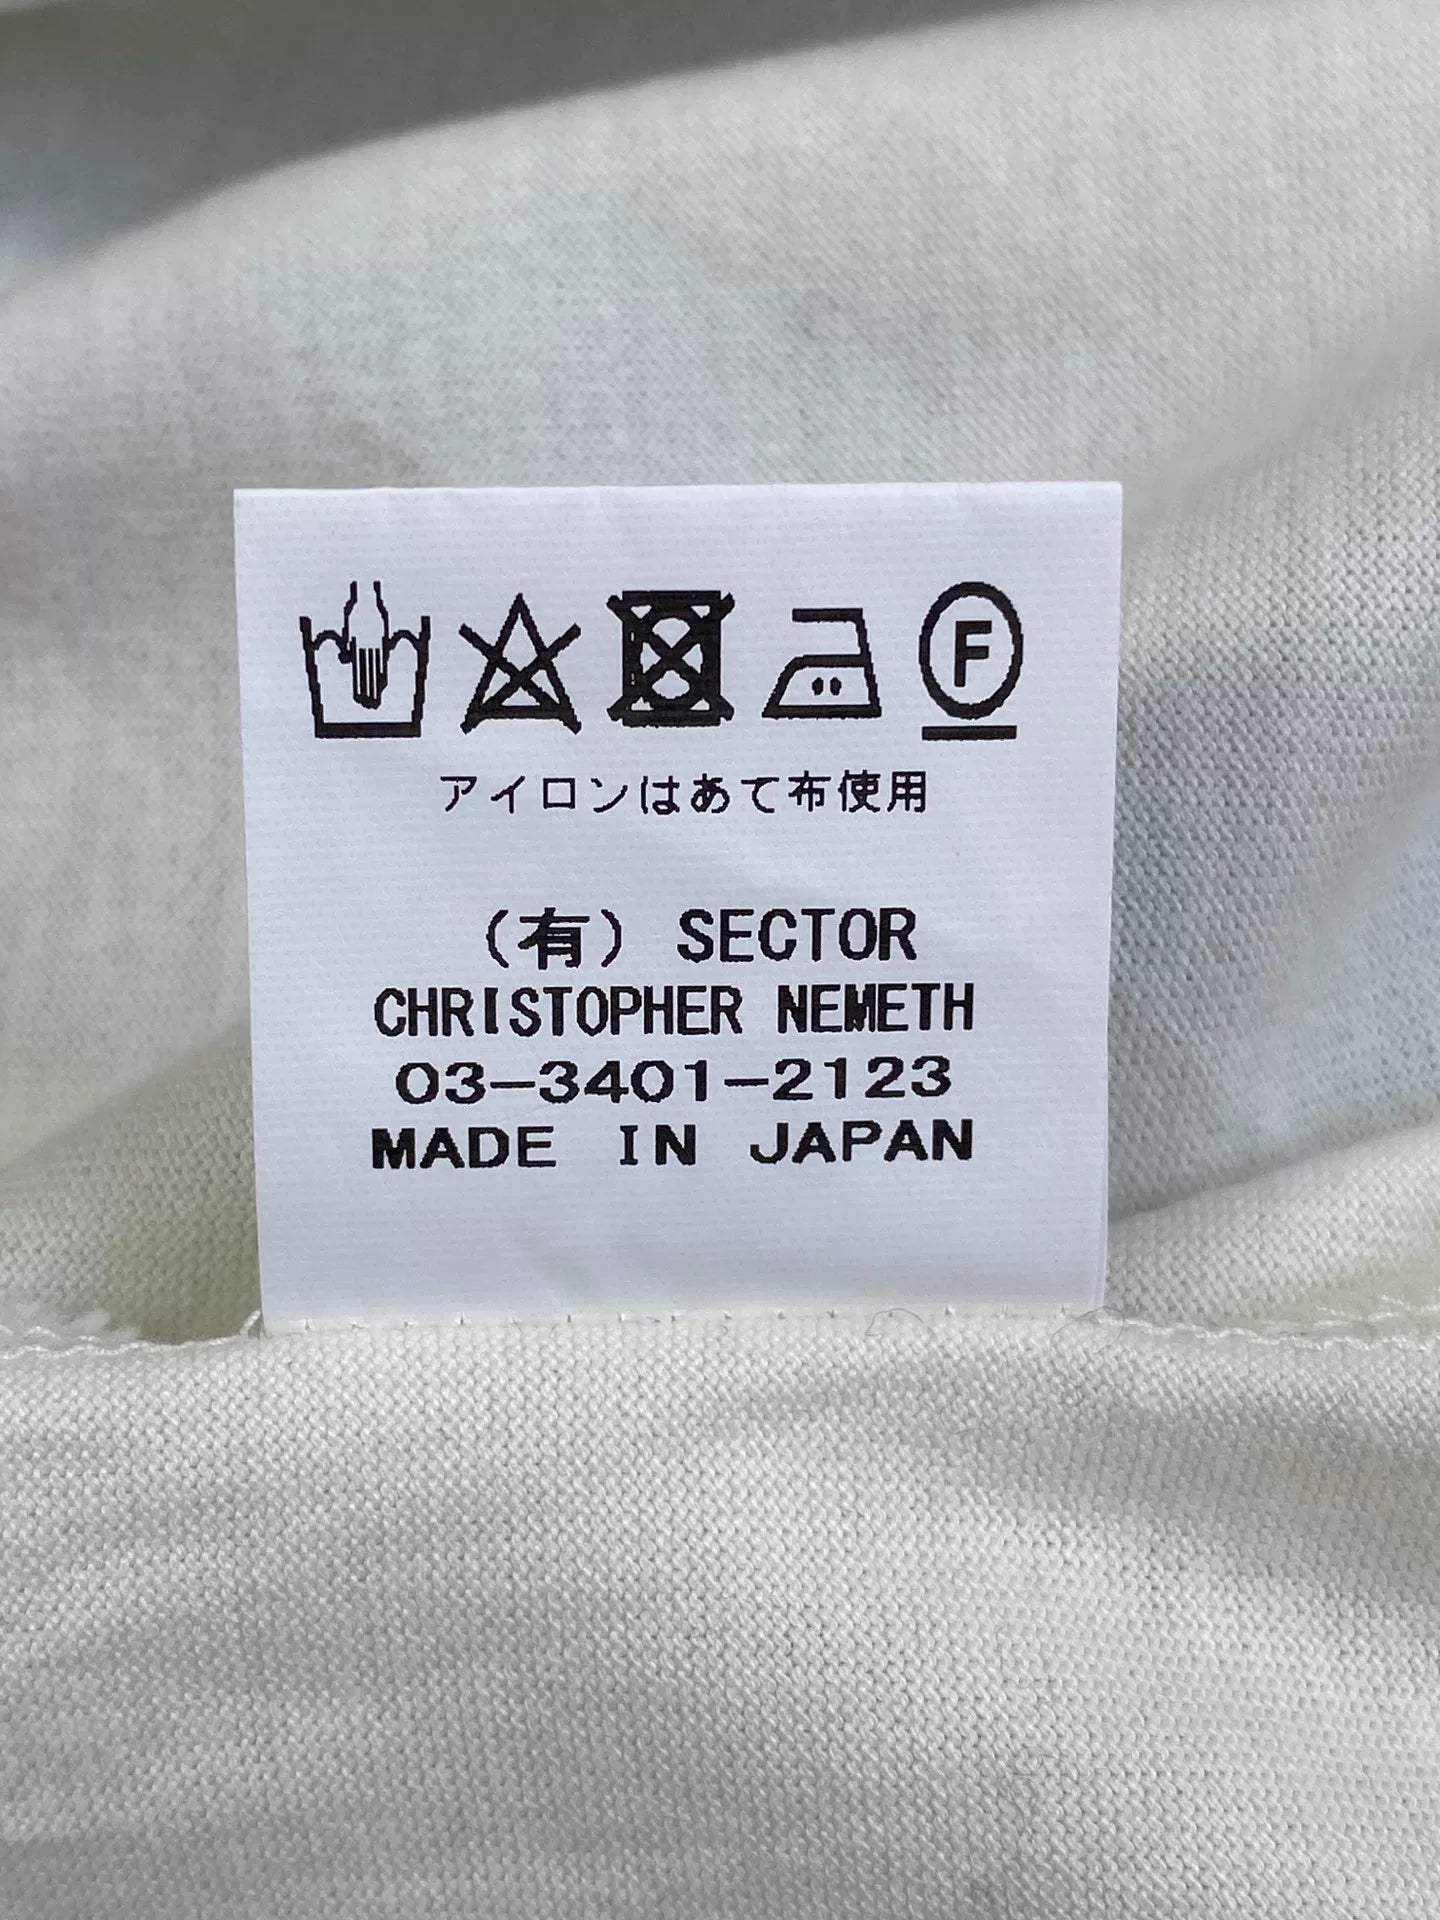 F
アイロンはあて布使用
(有) SECTOR
CHRISTOPHER NEMETH
03-3401-2123
MADE IN JAPAN